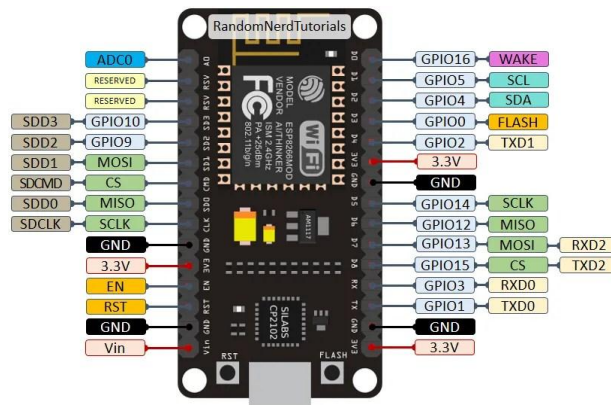 RandomNerdTutorials
ADC0
RESERVED
RESERVED
SDD3 GPIO10
SDD2 GPIO9
SDD1 MOSI
SDCMD CS
SDD0 MISO
SDCLK SCLK
GND
3.3V
EN
RST
GND
Vin
A0
RSV
RSV
SD3
SD2
SD1
CMD
SD0
CLK
GND
3V3
EN
RST
GND
Vin
MODEL ESP8266MOD
VENDOR AI/THINKER
ISM 2.4GHz
PA +25dBm
802.11b/g/n
FC
WiFi
AM1117
SiLABS
CP2102
RST
FLASH
D0
D1
D2
D3
D4
3V3
GND
D5
D6
D7
D8
RX
TX
GND
3V3
GPIO16 WAKE
GPIO5 SCL
GPIO4 SDA
GPIO0 FLASH
GPIO2 TXD1
3.3V
GND
GPIO14 SCLK
GPIO12 MISO
GPIO13 MOSI RXD2
GPIO15 CS TXD2
GPIO3 RXD0
GPIO1 TXD0
GND
3.3V